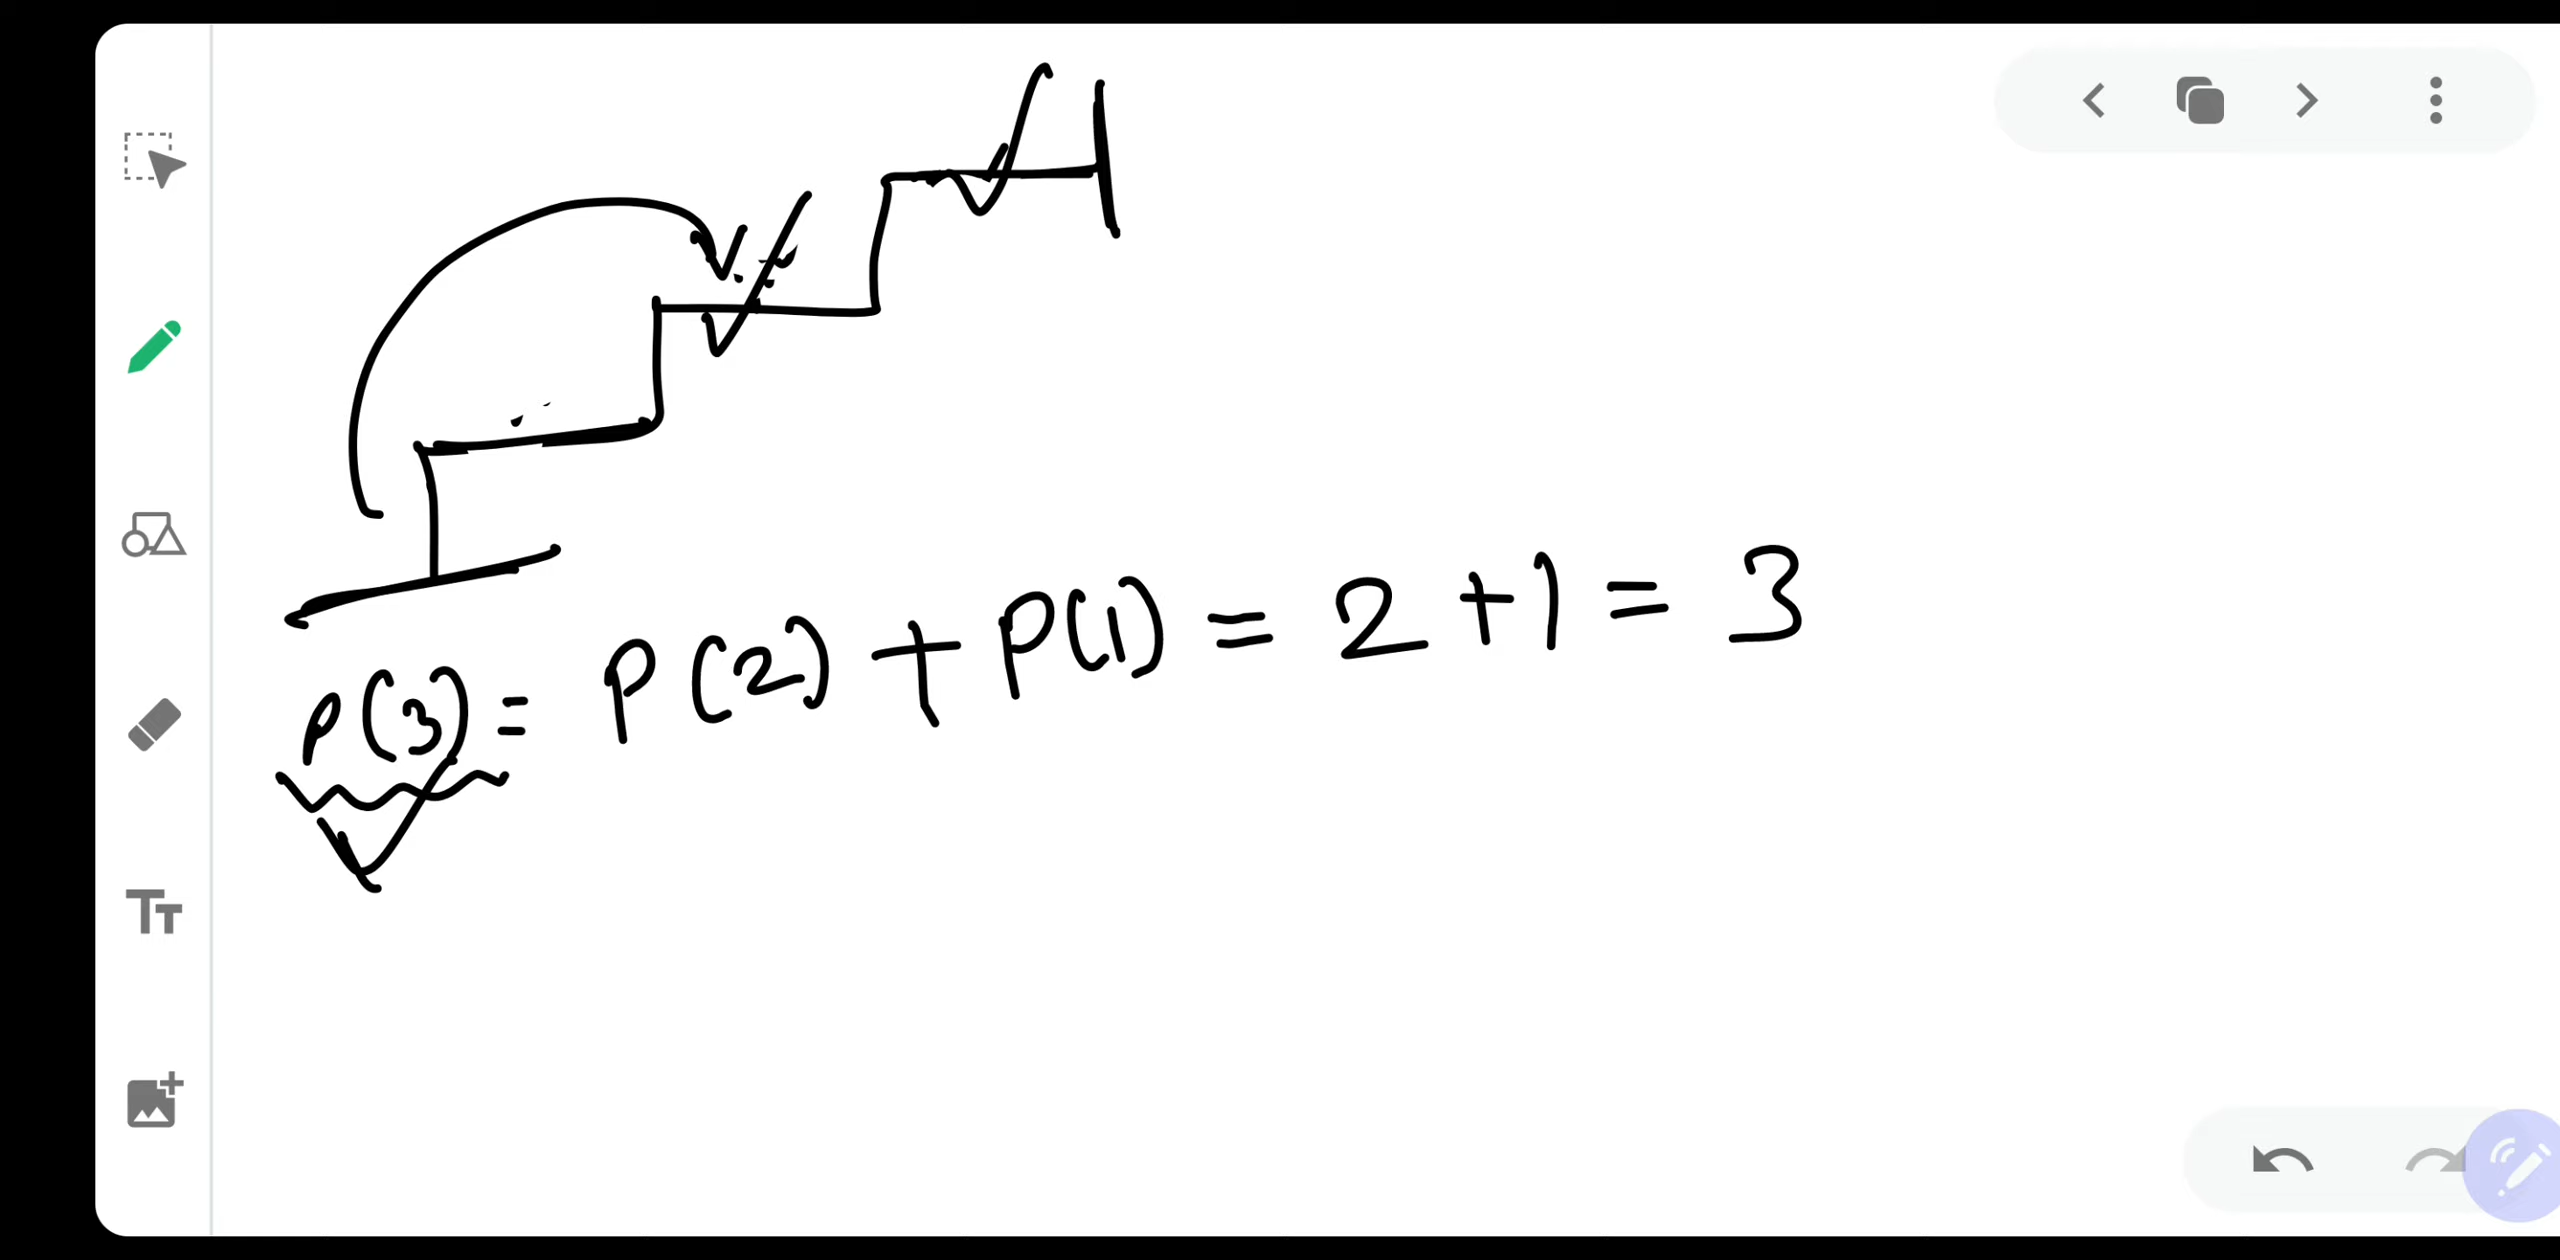 P(3) = P(2) + P(1) = 2 + 1 = 3